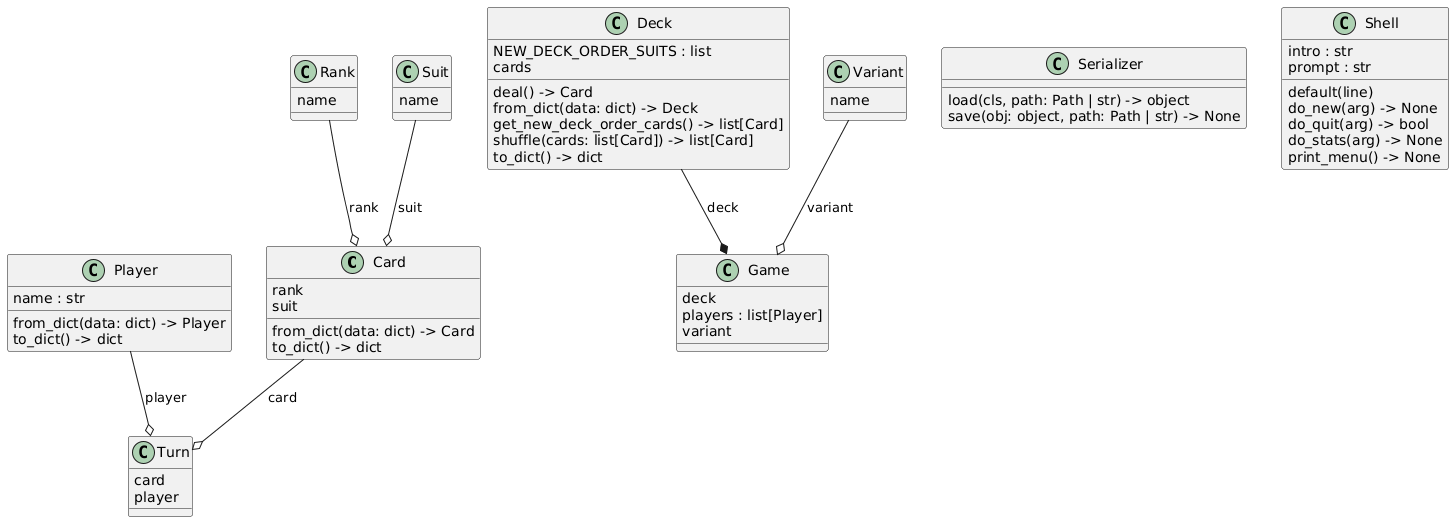 C Deck
NEW_DECK_ORDER_SUITS : list
cards
deal() -> Card
from_dict(data: dict) -> Deck
get_new_deck_order_cards() -> list[Card]
shuffle(cards: list[Card]) -> list[Card]
to_dict() -> dict
C Shell
intro : str
prompt : str
default(line)
do_new(arg) -> None
do_quit(arg) -> bool
do_stats(arg) -> None
print_menu() -> None
C Rank
name
C Suit
name
C Variant
name
C Serializer
load(cls, path: Path | str) -> object
save(obj: object, path: Path | str) -> None
rank
suit
deck
variant
C Player
name : str
from_dict(data: dict) -> Player
to_dict() -> dict
C Card
rank
suit
from_dict(data: dict) -> Card
to_dict() -> dict
C Game
deck
players : list[Player]
variant
player
card
C Turn
card
player